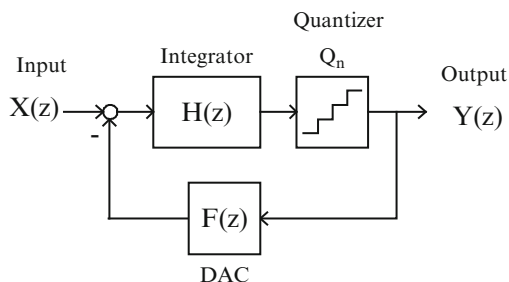 Quantizer
Input
Integrator
Qn
Output
X(z)
H(z)
Y(z)
-
F(z)
DAC